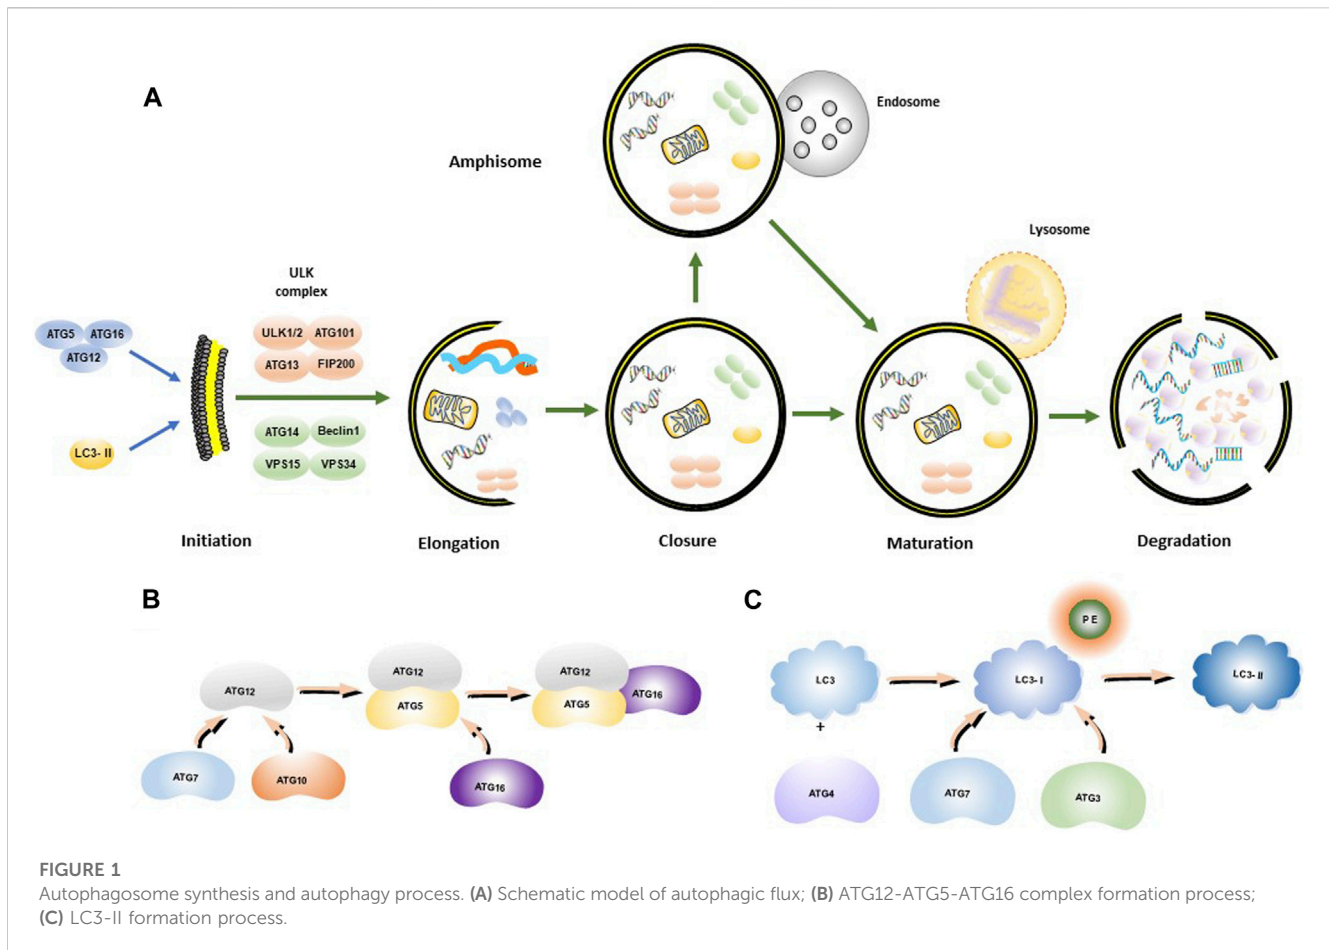 A
Endosome
Amphisome
Lysosome
ULK
complex
ATG5
ATG16
ATG12
LC3- II
ULK1/2
ATG101
ATG13
FIP200
ATG14
Beclin1
VPS15
VPS34
Initiation
Elongation
Closure
Maturation
Degradation
B
ATG12
ATG7
ATG10
ATG12
ATG5
ATG16
ATG12
ATG5
ATG16
C
PE
LC3
+
ATG4
LC3- I
ATG7
ATG3
LC3- II
FIGURE 1
Autophagosome synthesis and autophagy process. (A) Schematic model of autophagic flux; (B) ATG12-ATG5-ATG16 complex formation process;
(C) LC3-II formation process.